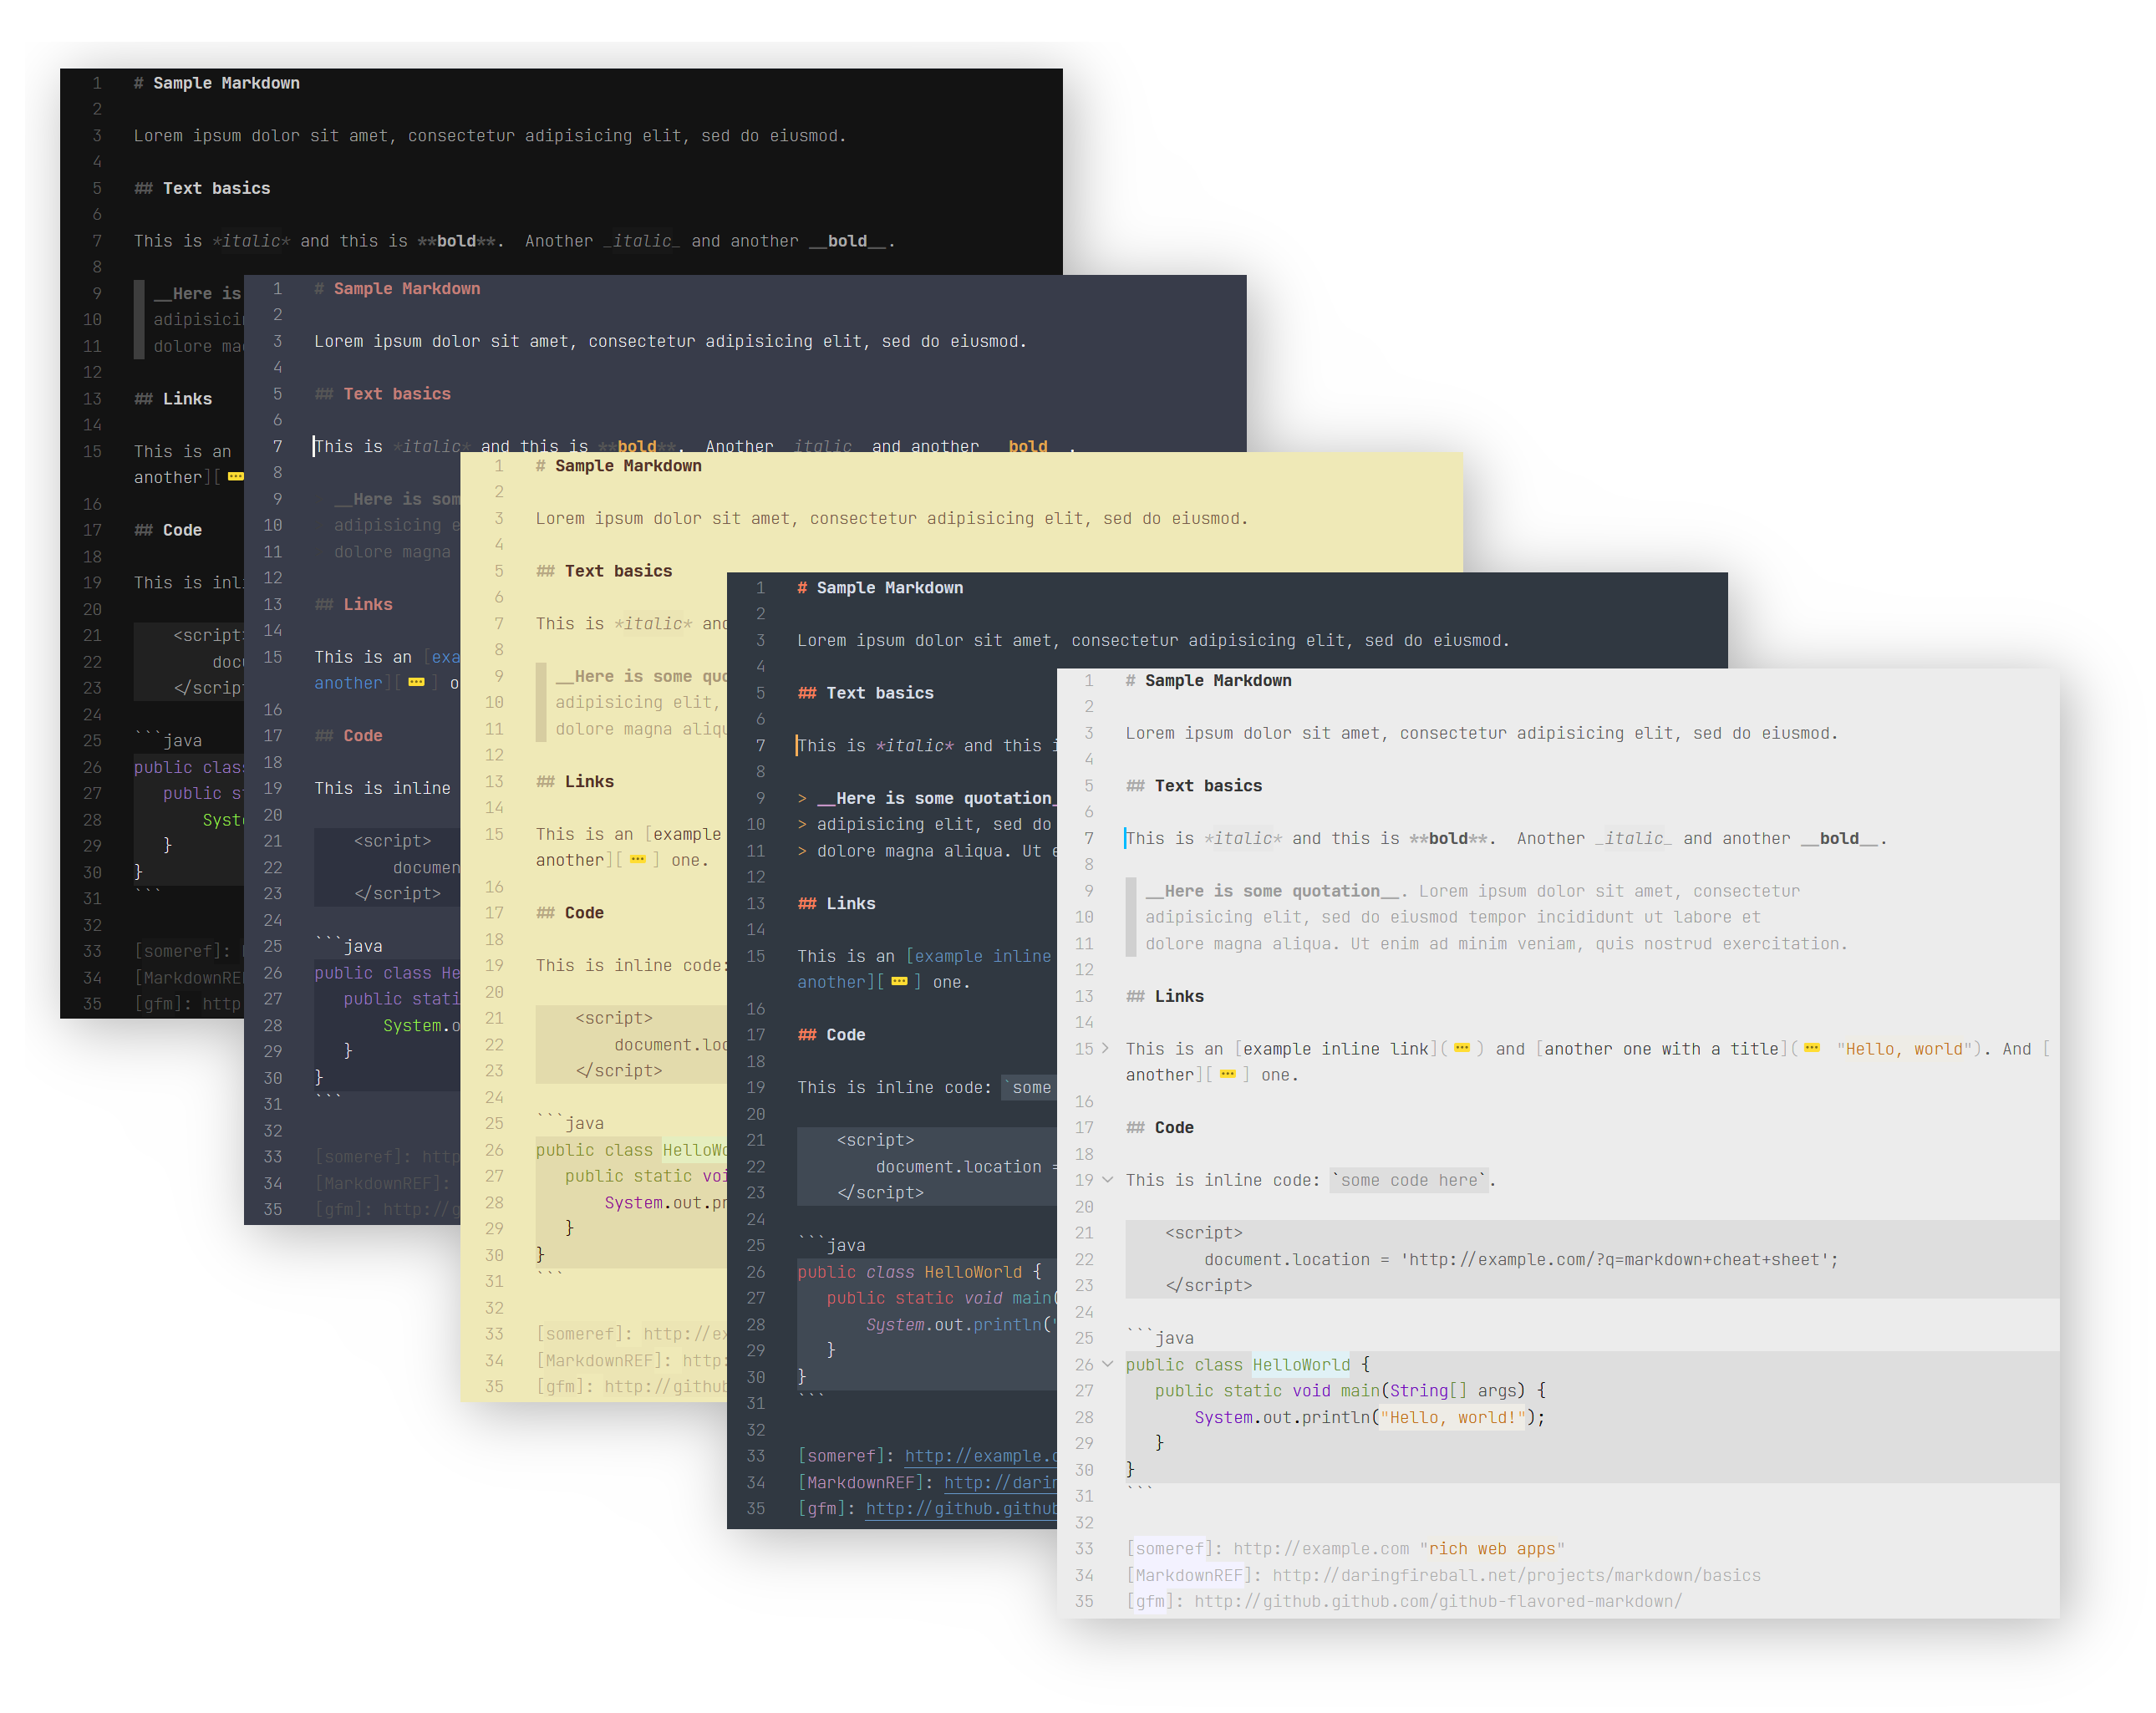 1 # Sample Markdown
2
3 Lorem ipsum dolor sit amet, consectetur adipisicing elit, sed do eiusmod.
4
5 ## Text basics
6
7 This is *italic* and this is **bold**.  Another _italic_ and another __bold__.
8
9 __Here is
10 adipisici
11 dolore ma
12
13 ## Links
14
15 This is an
another][
16
17 ## Code
18
19 This is inl
20
21 <script>
22 docu
23 </script
24
25 ```java
26 public clas
27 public s
28 Syst
29 }
30 }
31 ```
32
33 [someref]:
34 [MarkdownREF
35 [gfm]: http
1 # Sample Markdown
2
3 Lorem ipsum dolor sit amet, consectetur adipisicing elit, sed do eiusmod.
4
5 ## Text basics
6
7 This is *italic* and this is **bold**.  Another italic and another bold .
8
9 __Here is som
10 adipisicing e
11 dolore magna
12
13 ## Links
14
15 This is an [exa
another][ ] o
16
17 ## Code
18
19 This is inline
20
21 <script>
22 documen
23 </script>
24
25 ```java
26 public class He
27 public stati
28 System.o
29 }
30 }
31 ```
32
33 [someref]: http
34 [MarkdownREF]:
35 [gfm]: http://g
1 # Sample Markdown
2
3 Lorem ipsum dolor sit amet, consectetur adipisicing elit, sed do eiusmod.
4
5 ## Text basics
6
7 This is *italic* and
8
9 __Here is some quo
10 adipisicing elit,
11 dolore magna aliqu
12
13 ## Links
14
15 This is an [example
another][ ] one.
16
17 ## Code
18
19 This is inline code:
20
21 <script>
22 document.loc
23 </script>
24
25 ```java
26 public class HelloWo
27 public static voi
28 System.out.pr
29 }
30 }
31 ```
32
33 [someref]: http://ex
34 [MarkdownREF]: http:
35 [gfm]: http://github
1 # Sample Markdown
2
3 Lorem ipsum dolor sit amet, consectetur adipisicing elit, sed do eiusmod.
4
5 ## Text basics
6
7 This is *italic* and this i
8
9 > __Here is some quotation_
10 > adipisicing elit, sed do
11 > dolore magna aliqua. Ut e
12
13 ## Links
14
15 This is an [example inline
another][ ] one.
16
17 ## Code
18
19 This is inline code: `some
20
21 <script>
22 document.location =
23 </script>
24
25 ```java
26 public class HelloWorld {
27 public static void main(
28 System.out.println("
29 }
30 }
31 ```
32
33 [someref]: http://example.c
34 [MarkdownREF]: http://darin
35 [gfm]: http://github.github
1 # Sample Markdown
2
3 Lorem ipsum dolor sit amet, consectetur adipisicing elit, sed do eiusmod.
4
5 ## Text basics
6
7 This is *italic* and this is **bold**.  Another _italic_ and another __bold__.
8
9 __Here is some quotation__. Lorem ipsum dolor sit amet, consectetur
10 adipisicing elit, sed do eiusmod tempor incididunt ut labore et
11 dolore magna aliqua. Ut enim ad minim veniam, quis nostrud exercitation.
12
13 ## Links
14
15 This is an [example inline link]( ) and [another one with a title](  "Hello, world"). And [
another][ ] one.
16
17 ## Code
18
19 This is inline code: `some code here`.
20
21 <script>
22 document.location = 'http://example.com/?q=markdown+cheat+sheet';
23 </script>
24
25 ```java
26 public class HelloWorld {
27 public static void main(String[] args) {
28 System.out.println("Hello, world!");
29 }
30 }
31 ```
32
33 [someref]: http://example.com "rich web apps"
34 [MarkdownREF]: http://daringfireball.net/projects/markdown/basics
35 [gfm]: http://github.github.com/github-flavored-markdown/